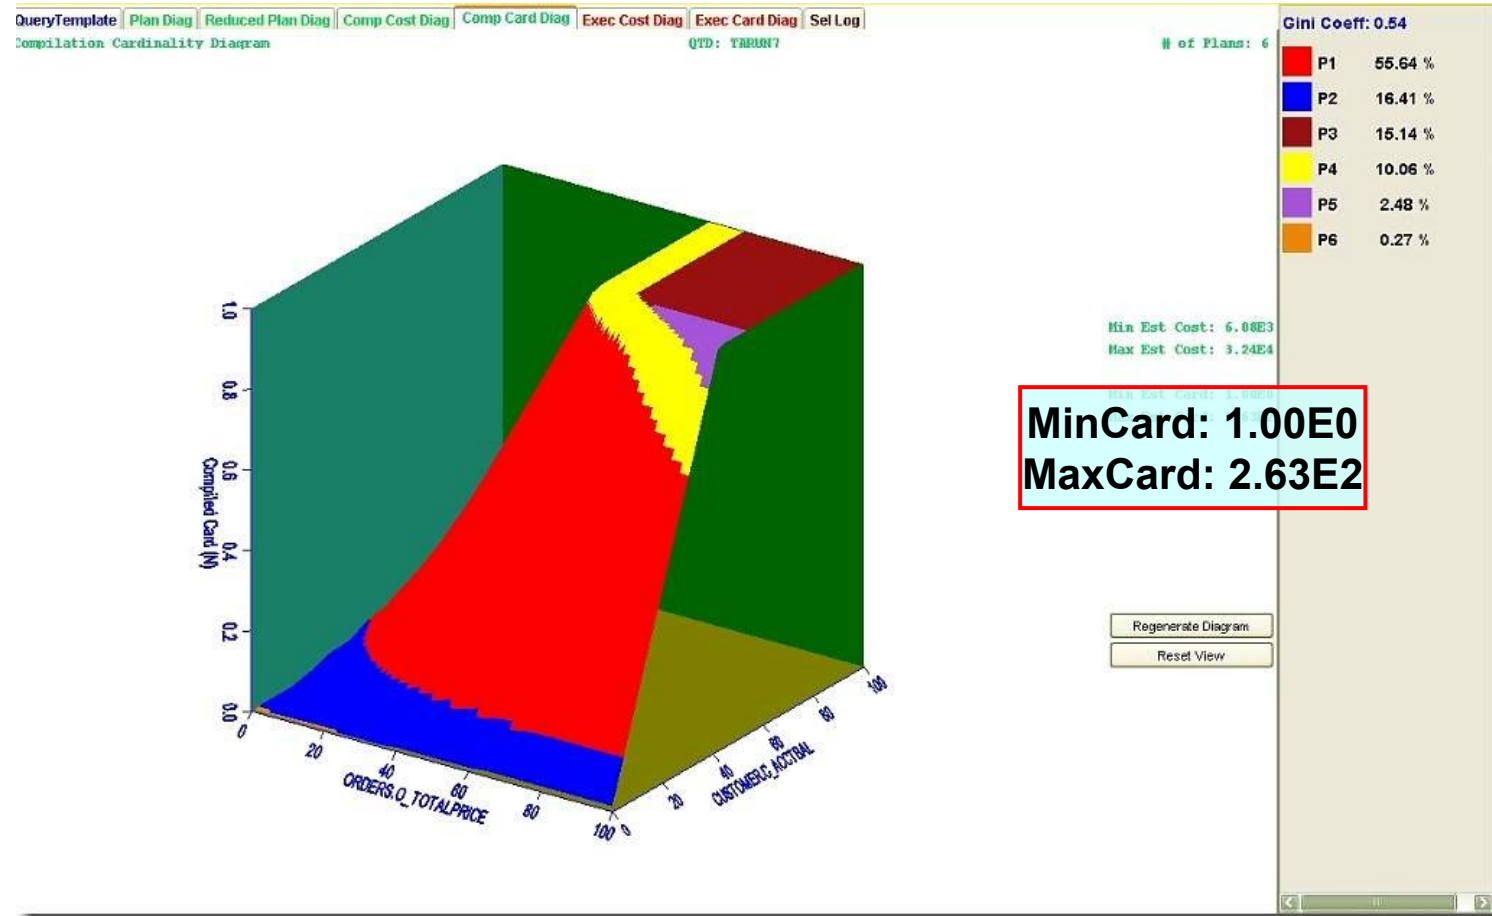 QueryTemplate Plan Diag Reduced Plan Diag Comp Cost Diag Comp Card Diag Exec Cost Diag Exec Card Diag Sel Log
Compilation Cardinality Diagram QTD: TARUN7 # of Plans: 6
Gini Coeff: 0.54
P1 55.64 %
P2 16.41 %
P3 15.14 %
P4 10.06 %
P5 2.48 %
P6 0.27 %
Min Est Cost: 6.08E3
Max Est Cost: 3.24E4
Min Est Card: 1.00E0
MinCard: 1.00E0
MaxCard: 2.63E2
Regenerate Diagram
Reset View
1.0
0.8
0.6
0.4
0.2
0.0
Compiled Card (N)
0
20
40
60
80
100
ORDERS.O_TOTALPRICE
0
20
40
60
80
100
CUSTOMER.C_ACCTBAL